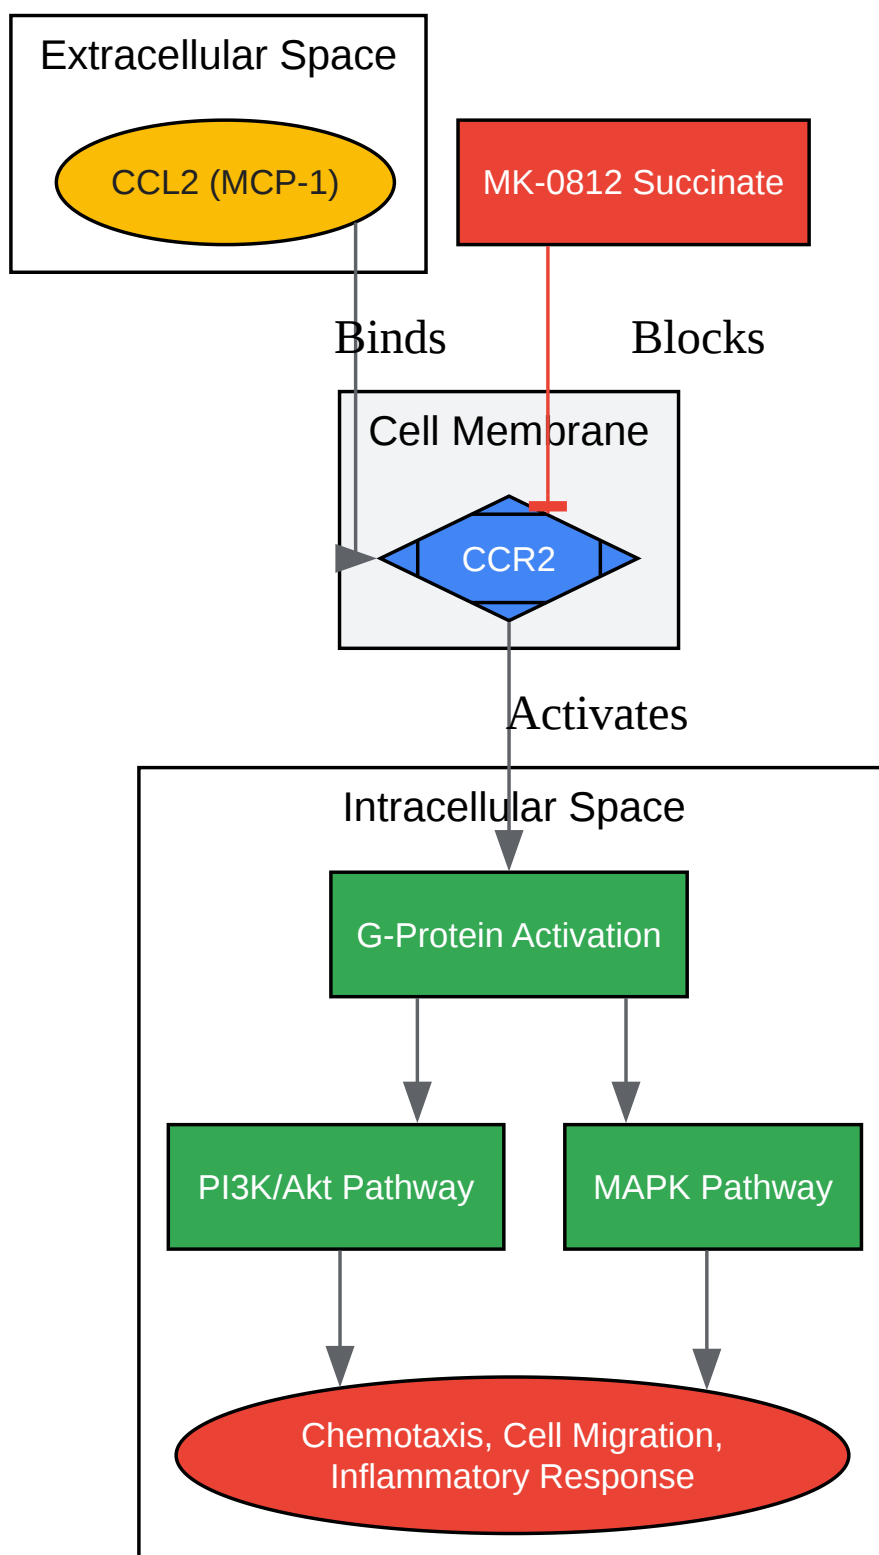 Extracellular Space
CCL2 (MCP-1)
MK-0812 Succinate
Binds
Blocks
Cell Membrane
CCR2
Activates
Intracellular Space
G-Protein Activation
PI3K/Akt Pathway
MAPK Pathway
Chemotaxis, Cell Migration,
Inflammatory Response